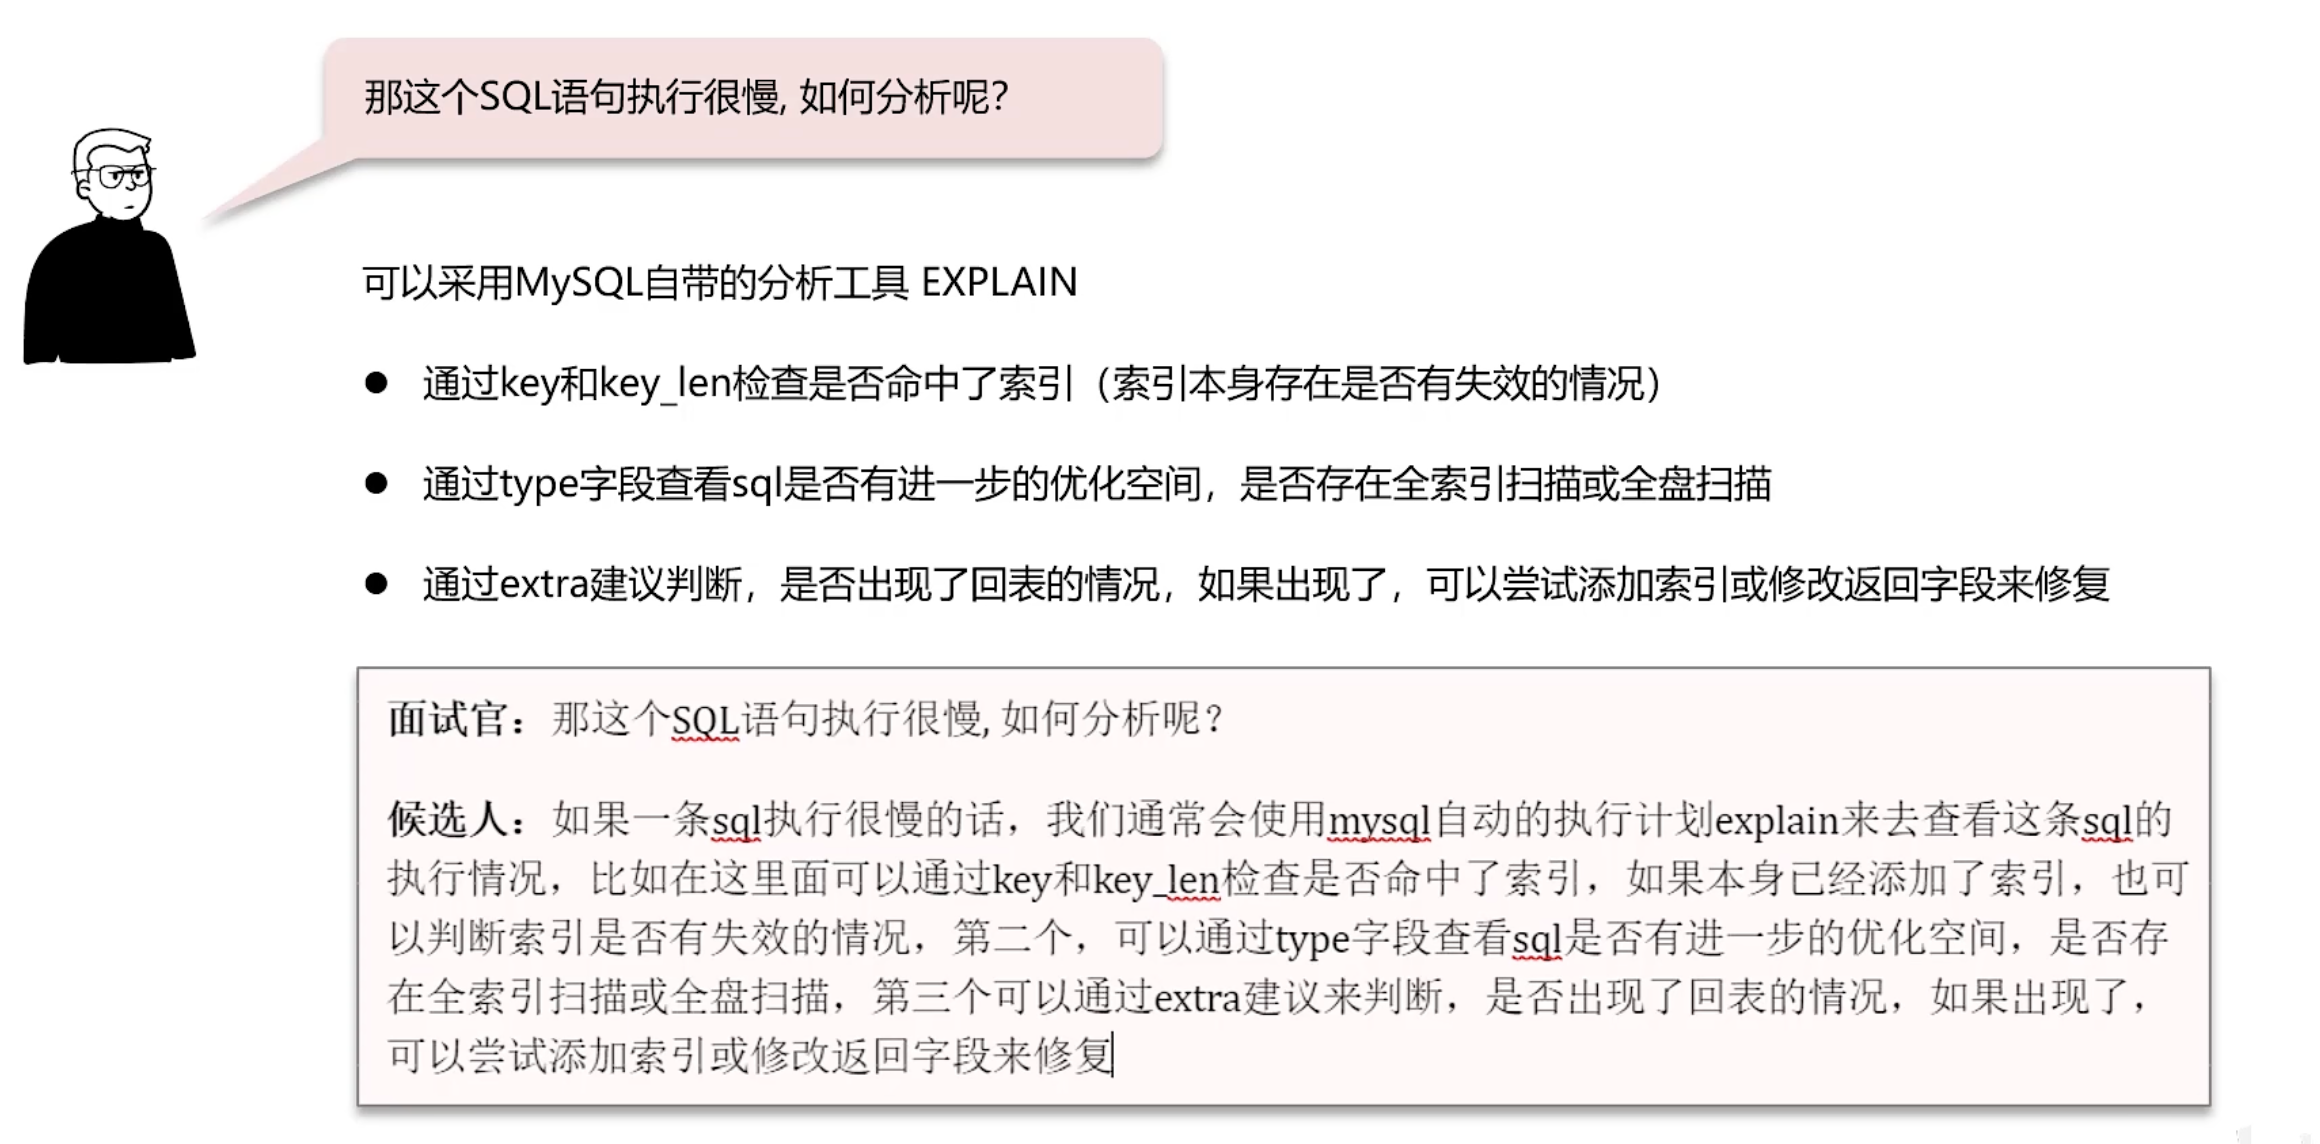 那这个SQL语句执行很慢, 如何分析呢?
可以采用MySQL自带的分析工具 EXPLAIN
● 通过key和key_len检查是否命中了索引（索引本身存在是否有失效的情况）
● 通过type字段查看sql是否有进一步的优化空间，是否存在全索引扫描或全盘扫描
● 通过extra建议判断，是否出现了回表的情况，如果出现了，可以尝试添加索引或修改返回字段来修复
面试官：那这个SQL语句执行很慢, 如何分析呢？
候选人：如果一条sql执行很慢的话，我们通常会使用mysql自动的执行计划explain来去查看这条sql的
执行情况，比如在这里面可以通过key和key_len检查是否命中了索引，如果本身已经添加了索引，也可
以判断索引是否有失效的情况，第二个，可以通过type字段查看sql是否有进一步的优化空间，是否存
在全索引扫描或全盘扫描，第三个可以通过extra建议来判断，是否出现了回表的情况，如果出现了，
可以尝试添加索引或修改返回字段来修复